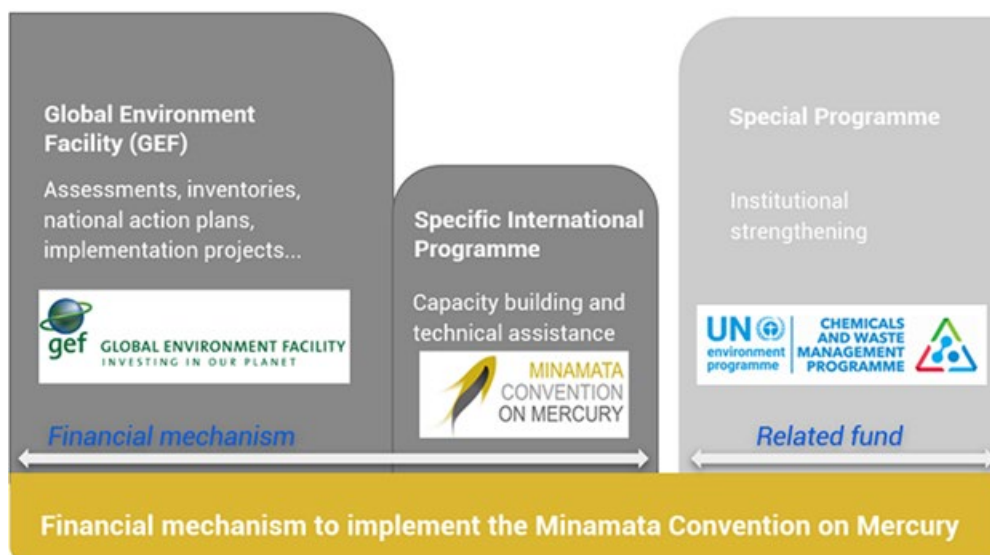 Global Environment
Facility (GEF)
Assessments, inventories,
national action plans,
implementation projects...
gef
GLOBAL ENVIRONMENT FACILITY
INVESTING IN OUR PLANET
Specific International
Programme
Capacity building and
technical assistance
MINAMATA
CONVENTION
ON MERCURY
Financial mechanism
Special Programme
Institutional
strengthening
UN
environment
programme
CHEMICALS
AND WASTE
MANAGEMENT
PROGRAMME
Related fund
Financial mechanism to implement the Minamata Convention on Mercury